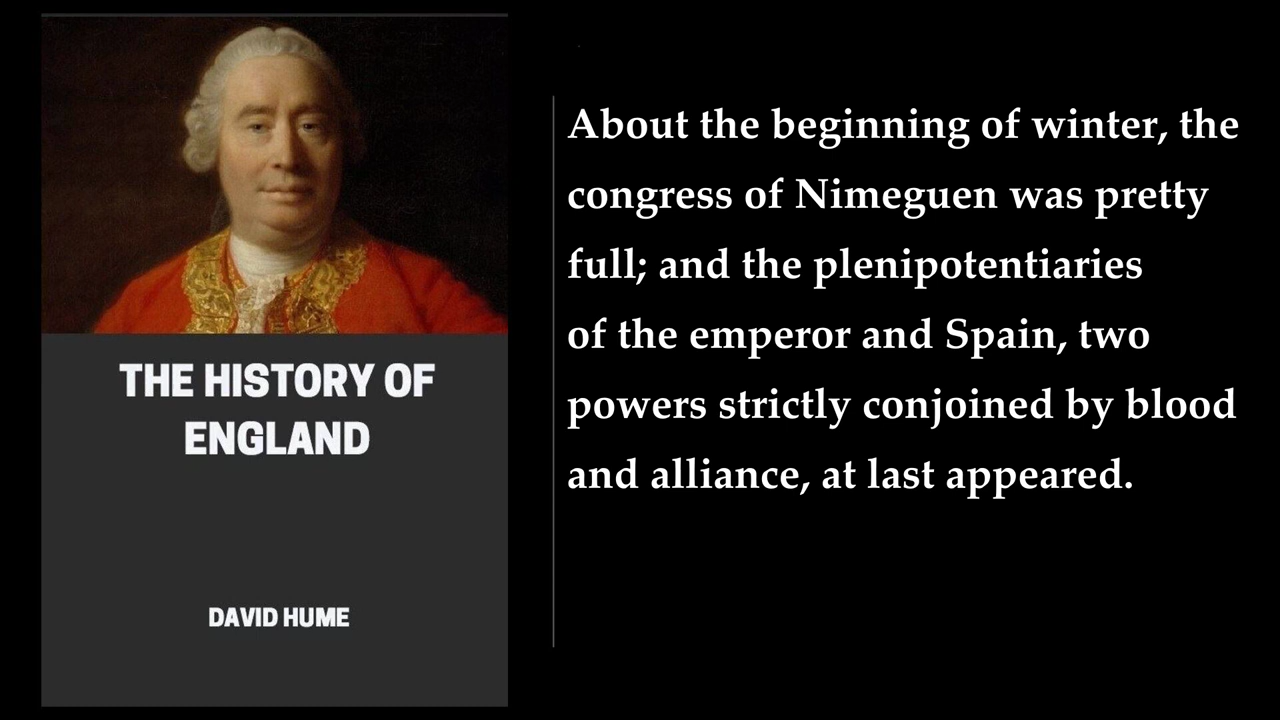 THE HISTORY OF
ENGLAND
DAVID HUME
About the beginning of winter, the
congress of Nimeguen was pretty
full; and the plenipotentiaries
of the emperor and Spain, two
powers strictly conjoined by blood
and alliance, at last appeared.